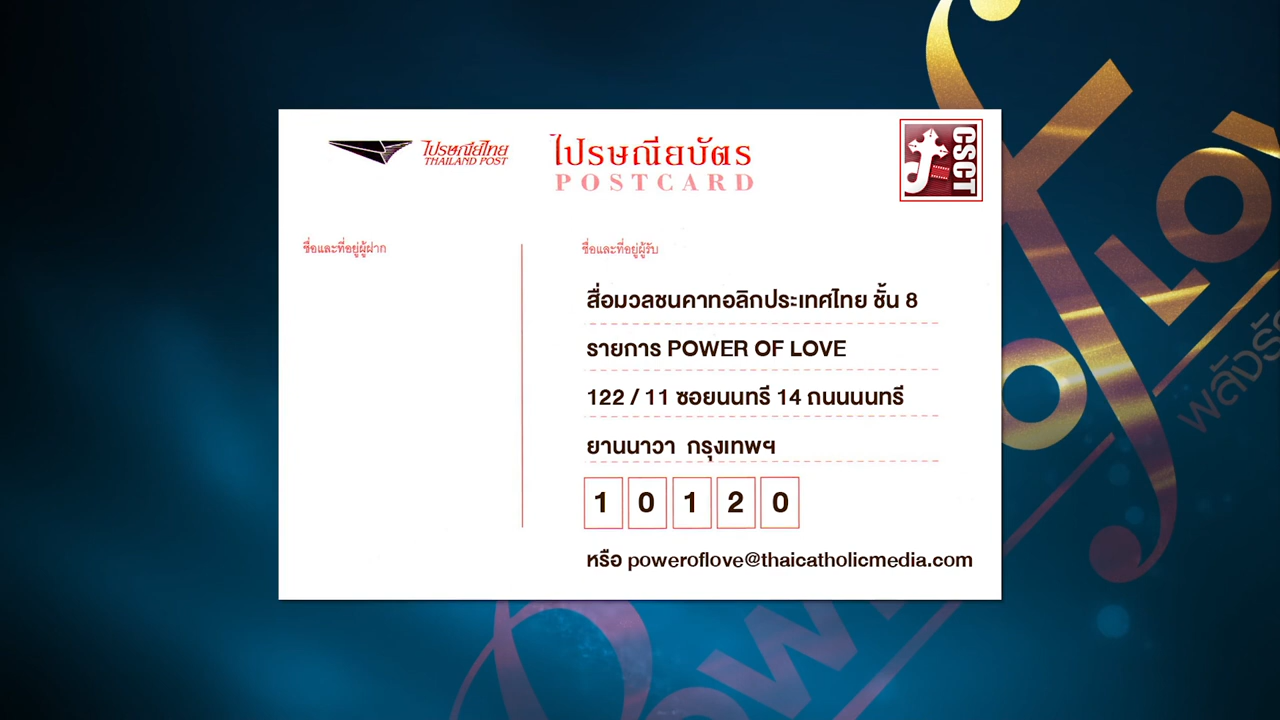 ไปรษณีย์ไทย
THAILAND POST
ไปรษณียบัตร
POSTCARD
CSCT
ชื่อและที่อยู่ผู้ฝาก
ชื่อและที่อยู่ผู้รับ
สื่อมวลชนคาทอลิกประเทศไทย ชั้น 8
รายการ POWER OF LOVE
122 / 11 ซอยนนทรี 14 ถนนนนทรี
ยานนาวา กรุงเทพฯ
10120
หรือ poweroflove@thaicatholicmedia.com